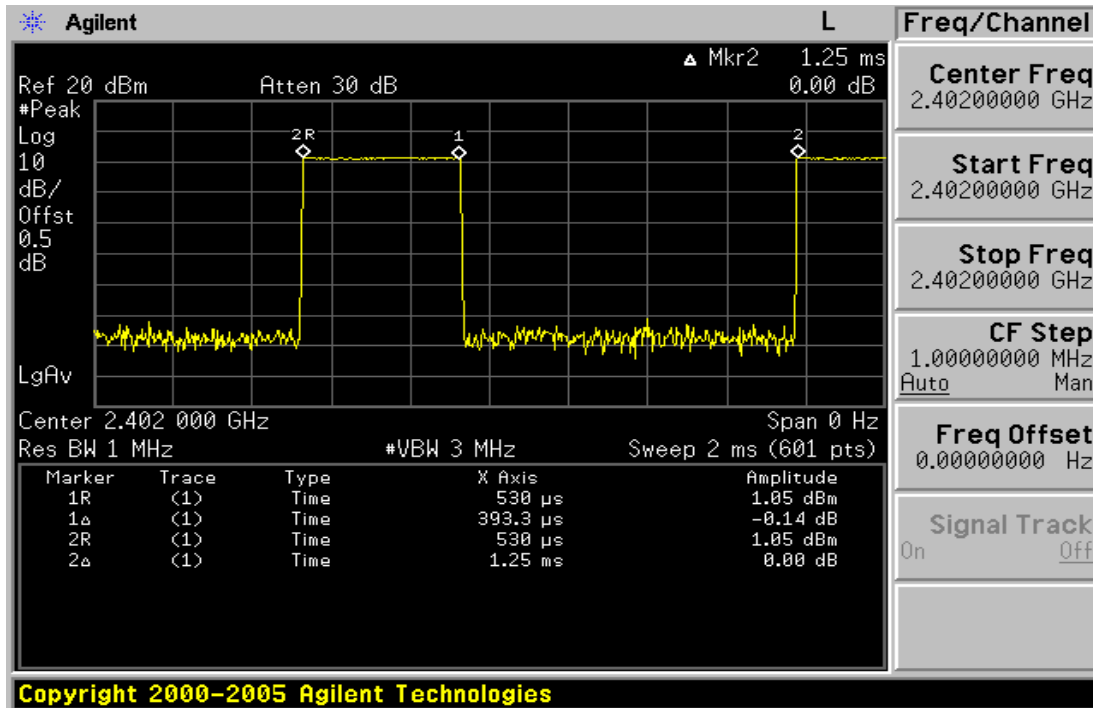 Agilent L Freq/Channel
▵ Mkr2 1.25 ms
Ref 20 dBm Atten 30 dB 0.00 dB
#Peak
Log
10
dB/
Offst
0.5
dB
2R 1 2
LgAv
Center 2.402 000 GHz Span 0 Hz
Res BW 1 MHz #VBW 3 MHz Sweep 2 ms (601 pts)
Marker Trace Type X Axis Amplitude
1R (1) Time 530 µs 1.05 dBm
1▵ (1) Time 393.3 µs -0.14 dB
2R (1) Time 530 µs 1.05 dBm
2▵ (1) Time 1.25 ms 0.00 dB
Center Freq
2.40200000 GHz
Start Freq
2.40200000 GHz
Stop Freq
2.40200000 GHz
CF Step
1.00000000 MHz
Auto Man
Freq Offset
0.00000000 Hz
Signal Track
On Off
Copyright 2000-2005 Agilent Technologies